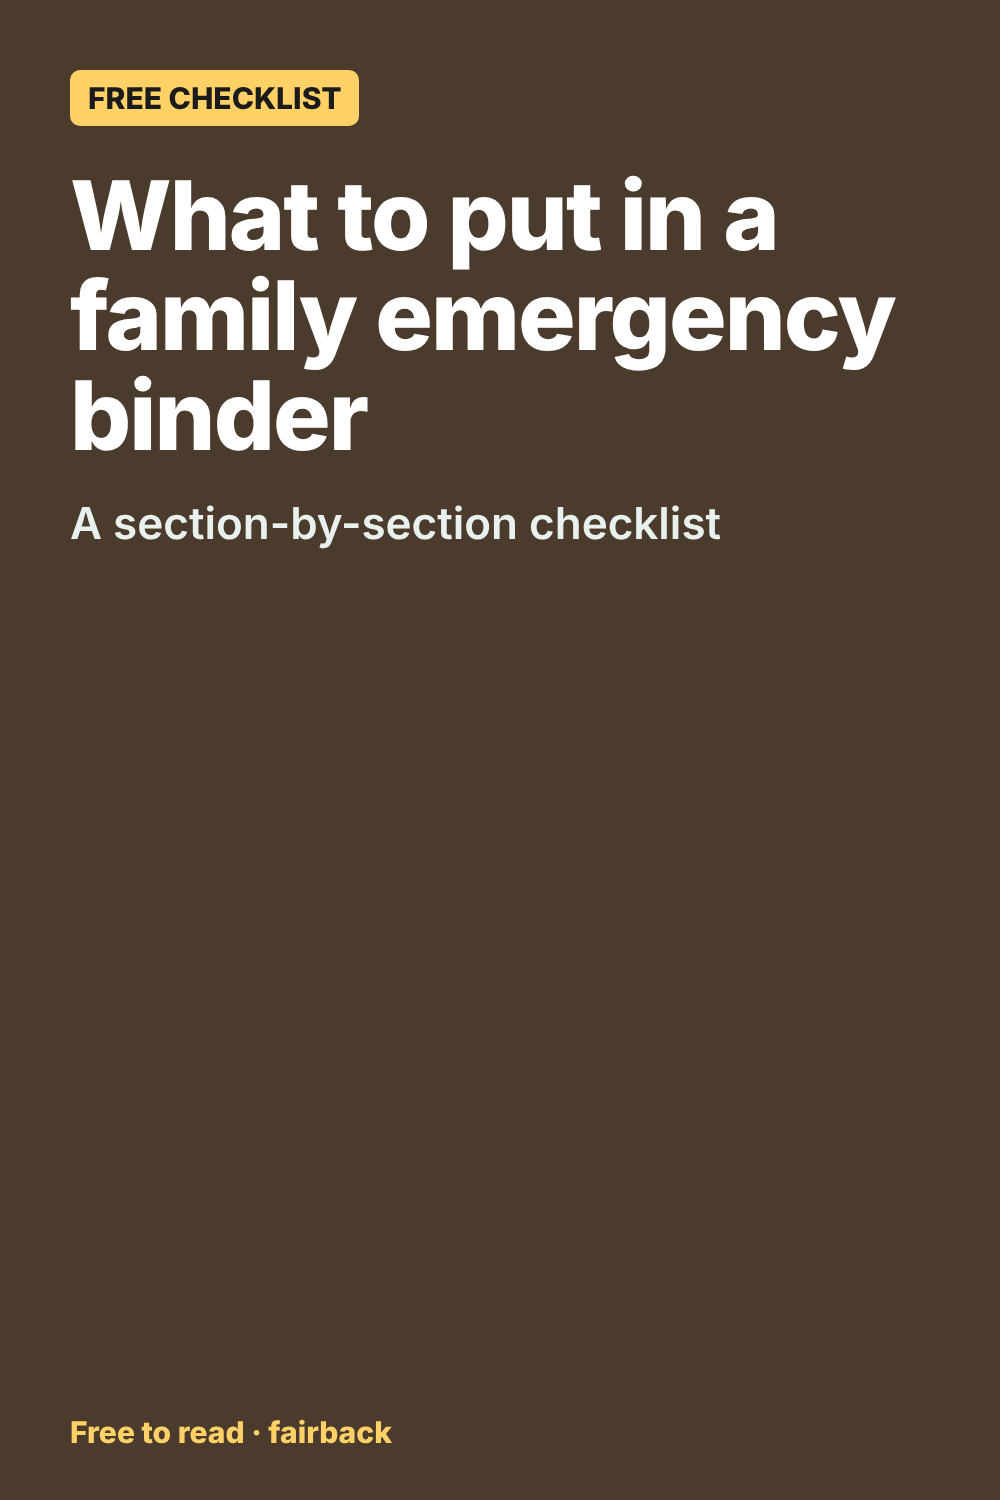 FREE CHECKLIST
What to put in a
family emergency
binder
A section-by-section checklist
Free to read · fairback